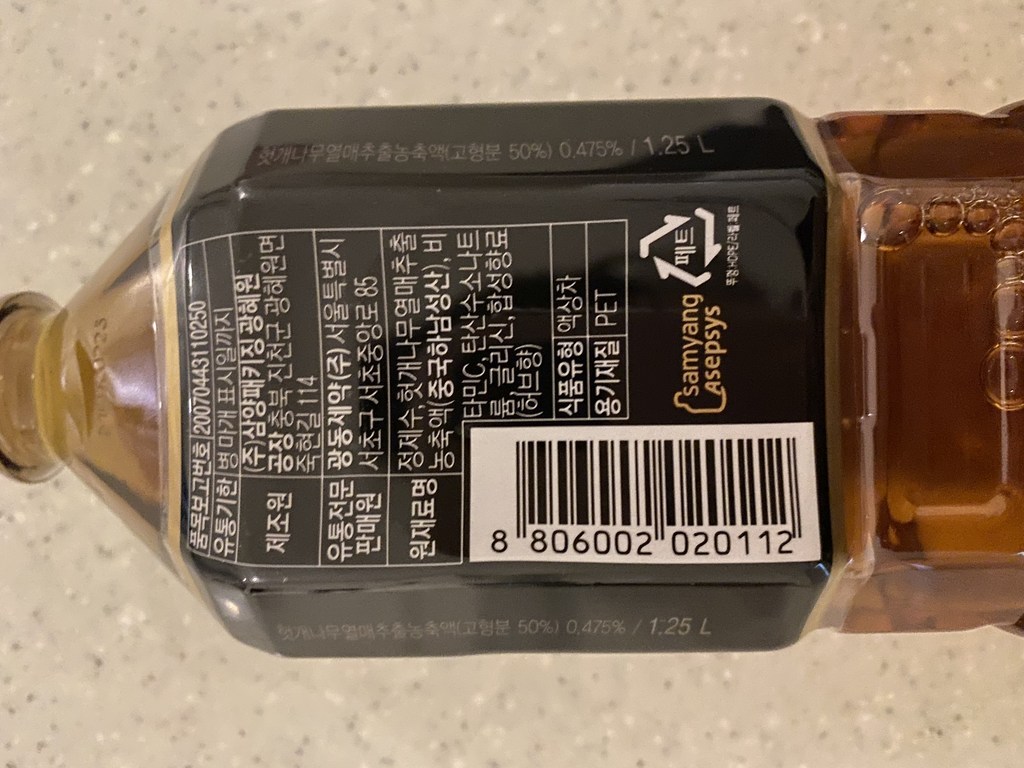 헛개나무열매추출농축액(고형분 50%) 0.475% / 1.25 L
품목보고번호 20070443110250
유통기한 병 마개 표시일까지
제조원 (주)삼양패키징 광혜원
공장 충북 진천군 광혜원면
죽현길 114
유통전문판매원 광동제약(주) 서울특별시
서초구 서초중앙로 85
원재료명 정제수, 헛개나무열매추출
농축액 중국하남성산, 비
타민C, 탄산수소나트
륨, 글리신, 합성향료
(허브향)
식품유형 액상차
용기재질 PET
페트
뚜껑:HDPE/라벨:페트
samyang
Asepsys
8 806002 020112
헛개나무열매추출농축액(고형분 50%) 0.475% / 1.25 L